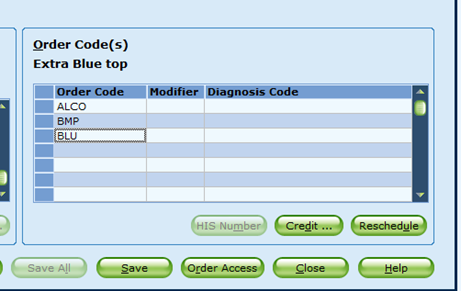 Order Code(s)
Extra Blue top
Order Code Modifier Diagnosis Code
ALCO
BMP
BLU
HIS Number Credit ... Reschedule
Save All Save Order Access Close Help